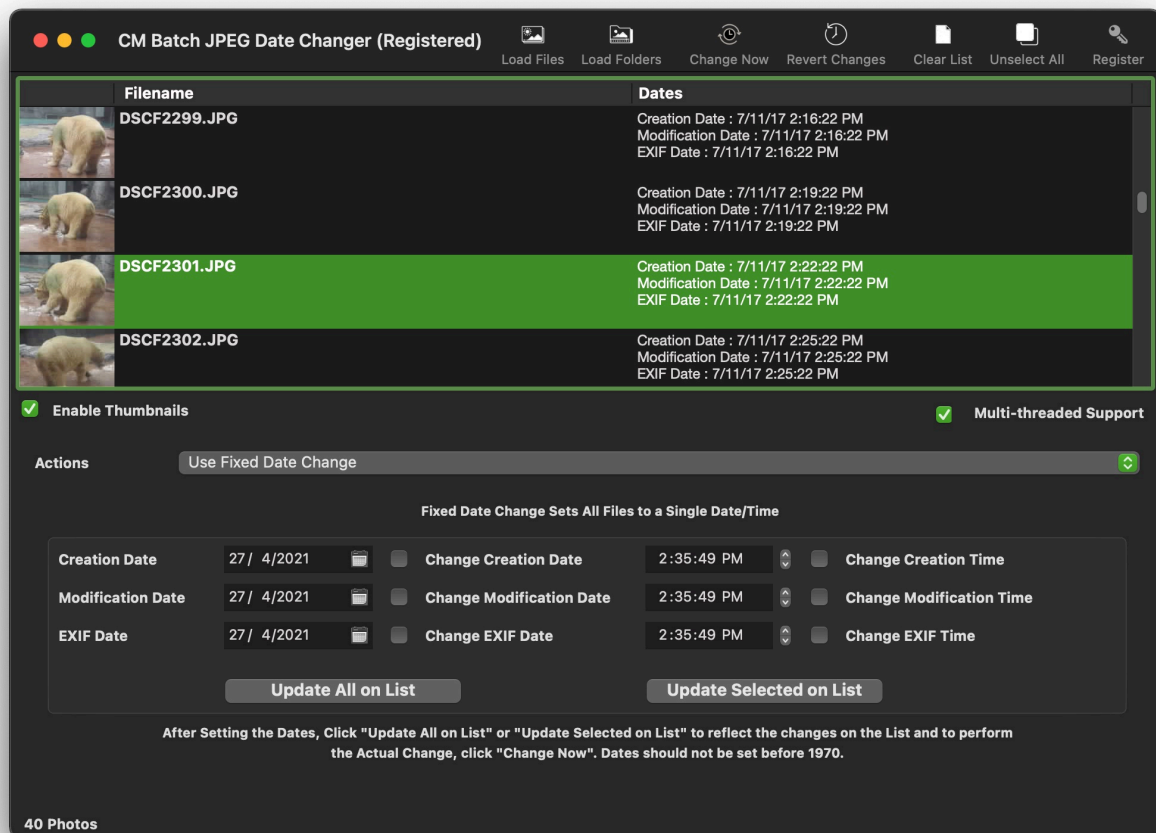 CM Batch JPEG Date Changer (Registered)
Load Files Load Folders Change Now Revert Changes Clear List Unselect All Register
Filename Dates
DSCF2299.JPG
Creation Date : 7/11/17 2:16:22 PM
Modification Date : 7/11/17 2:16:22 PM
EXIF Date : 7/11/17 2:16:22 PM
DSCF2300.JPG
Creation Date : 7/11/17 2:19:22 PM
Modification Date : 7/11/17 2:19:22 PM
EXIF Date : 7/11/17 2:19:22 PM
DSCF2301.JPG
Creation Date : 7/11/17 2:22:22 PM
Modification Date : 7/11/17 2:22:22 PM
EXIF Date : 7/11/17 2:22:22 PM
DSCF2302.JPG
Creation Date : 7/11/17 2:25:22 PM
Modification Date : 7/11/17 2:25:22 PM
EXIF Date : 7/11/17 2:25:22 PM
Enable Thumbnails Multi-threaded Support
Actions Use Fixed Date Change
Fixed Date Change Sets All Files to a Single Date/Time
Creation Date 27/ 4/2021 Change Creation Date 2:35:49 PM Change Creation Time
Modification Date 27/ 4/2021 Change Modification Date 2:35:49 PM Change Modification Time
EXIF Date 27/ 4/2021 Change EXIF Date 2:35:49 PM Change EXIF Time
Update All on List Update Selected on List
After Setting the Dates, Click "Update All on List" or "Update Selected on List" to reflect the changes on the List and to perform
the Actual Change, click "Change Now". Dates should not be set before 1970.
40 Photos